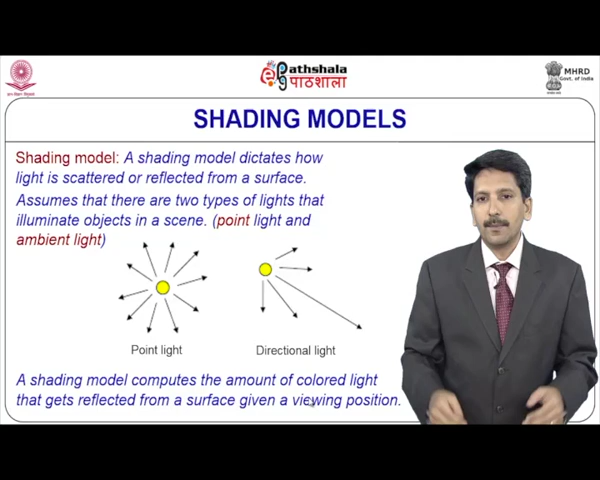 Pathshala
पाठशाला
MHRD
Govt. of India
SHADING MODELS
Shading model: A shading model dictates how
light is scattered or reflected from a surface.
Assumes that there are two types of lights that
illuminate objects in a scene. (point light and
ambient light)
Point light
Directional light
A shading model computes the amount of colored light
that gets reflected from a surface given a viewing position.